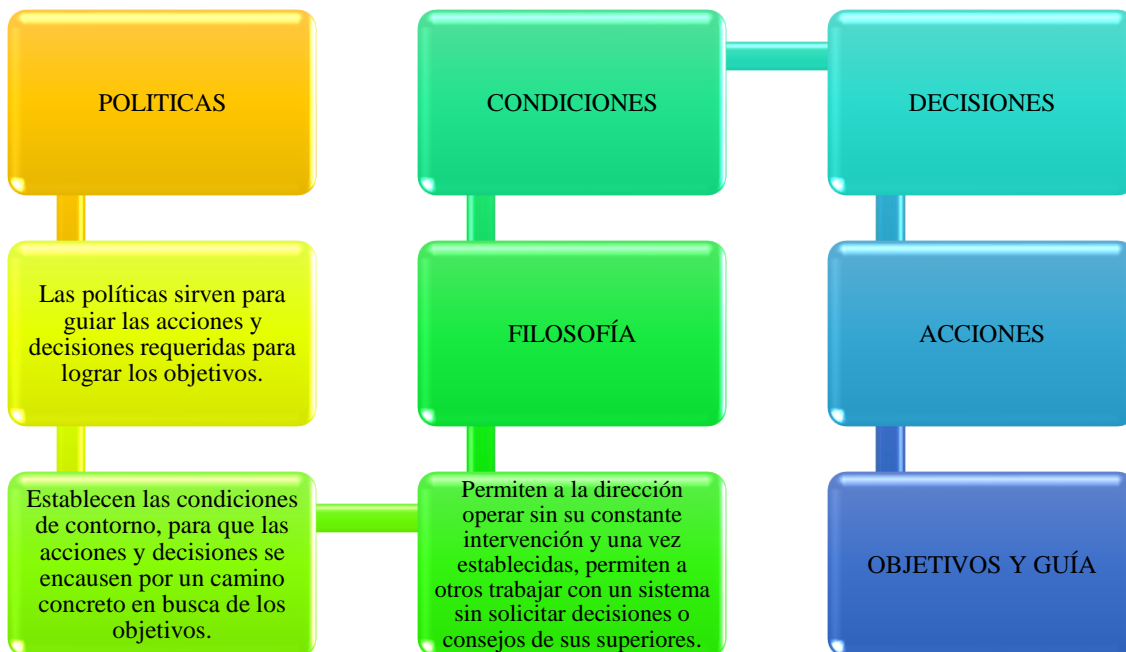 POLITICAS
Las políticas sirven para
guiar las acciones y
decisiones requeridas para
lograr los objetivos.
Establecen las condiciones
de contorno, para que las
acciones y decisiones se
encausen por un camino
concreto en busca de los
objetivos.
Permiten a la dirección
operar sin su constante
intervención y una vez
establecidas, permiten a
otros trabajar con un sistema
sin solicitar decisiones o
consejos de sus superiores.
FILOSOFÍA
CONDICIONES
DECISIONES
ACCIONES
OBJETIVOS Y GUÍA